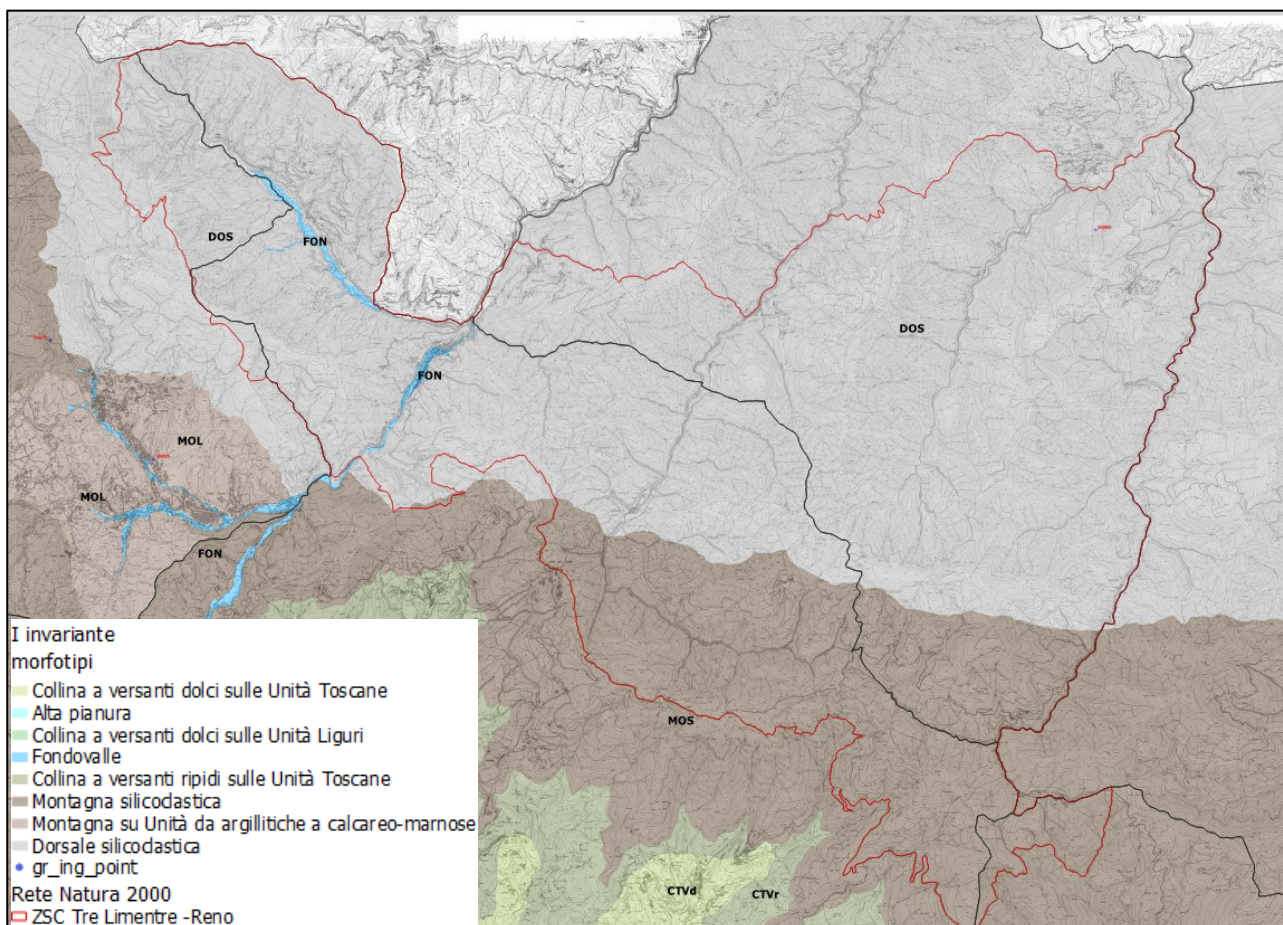 DOS
FON
DOS
FON
MOL
MOL
FON
MOS
CTVd
CTVr
I invariante
morfotipi
Collina a versanti dolci sulle Unità Toscane
Alta pianura
Collina a versanti dolci sulle Unità Liguri
Fondovalle
Collina a versanti ripidi sulle Unità Toscane
Montagna silicoclastica
Montagna su Unità da argillitiche a calcareo-marnose
Dorsale silicoclastica
gr_ing_point
Rete Natura 2000
ZSC Tre Limentre -Reno